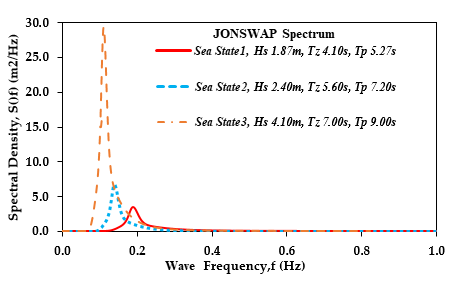 JONSWAP Spectrum
Sea State1, Hs 1.87m, Tz 4.10s, Tp 5.27s
Sea State2, Hs 2.40m, Tz 5.60s, Tp 7.20s
Sea State3, Hs 4.10m, Tz 7.00s, Tp 9.00s
Spectral Density, S(f) (m2/Hz)
30.0
25.0
20.0
15.0
10.0
5.0
0.0
0.0 0.2 0.4 0.6 0.8 1.0
Wave Frequency,f (Hz)